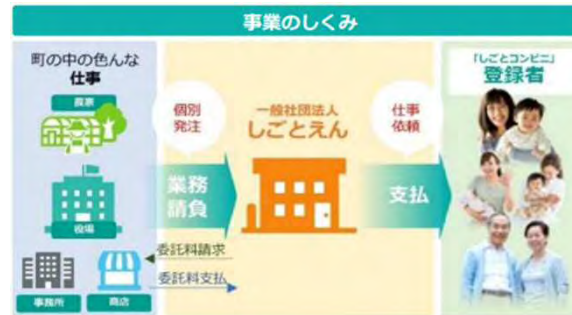 事業のしくみ
町の中の色んな
仕事
農家
役場
事務所
商店
個別
発注
業務
請負
委託料請求
委託料支払
一般社団法人
しごとえん
仕事
依頼
支払
「しごとコンビニ」
登録者